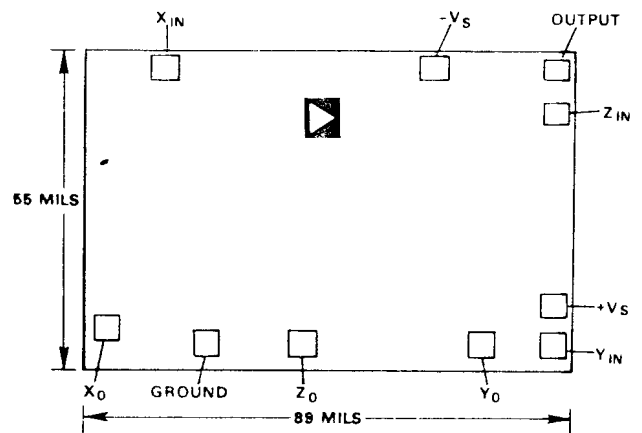 X_IN
-V_S
OUTPUT
Z_IN
55 MILS
+V_S
Y_IN
X_0
GROUND
Z_0
Y_0
89 MILS